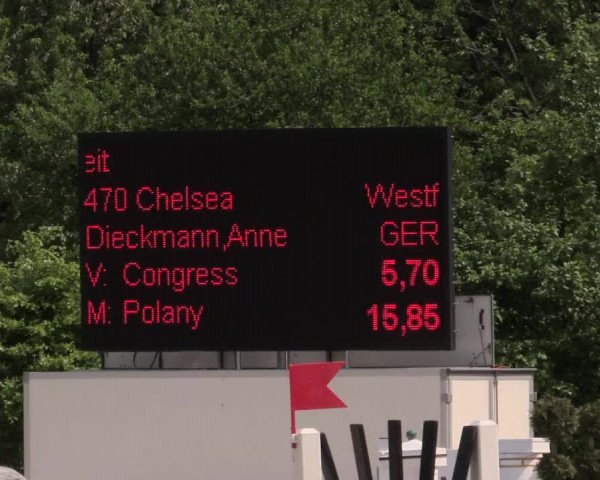 eit
470 Chelsea Westf
Dieckmann,Anne GER
V: Congress 5,70
M: Polany 15,85